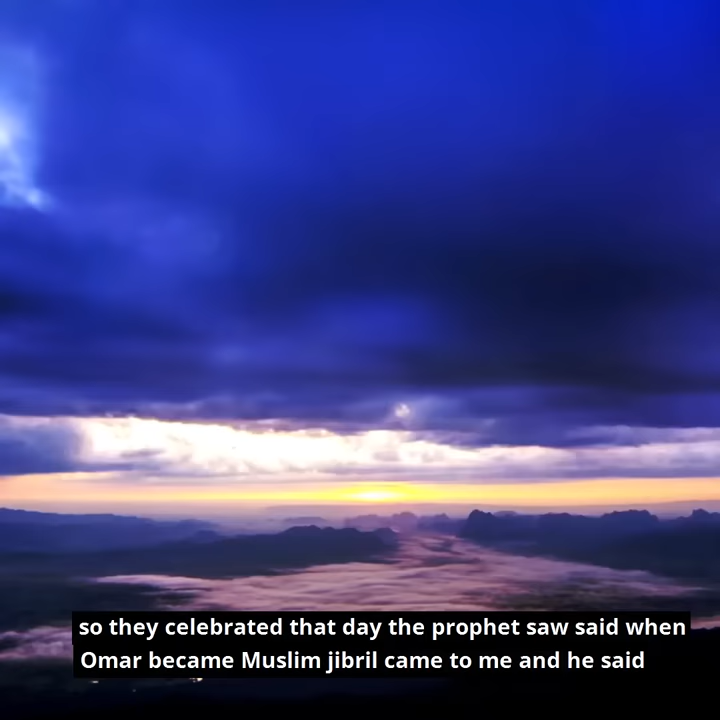 so they celebrated that day the prophet saw said when
Omar became Muslim jibril came to me and he said